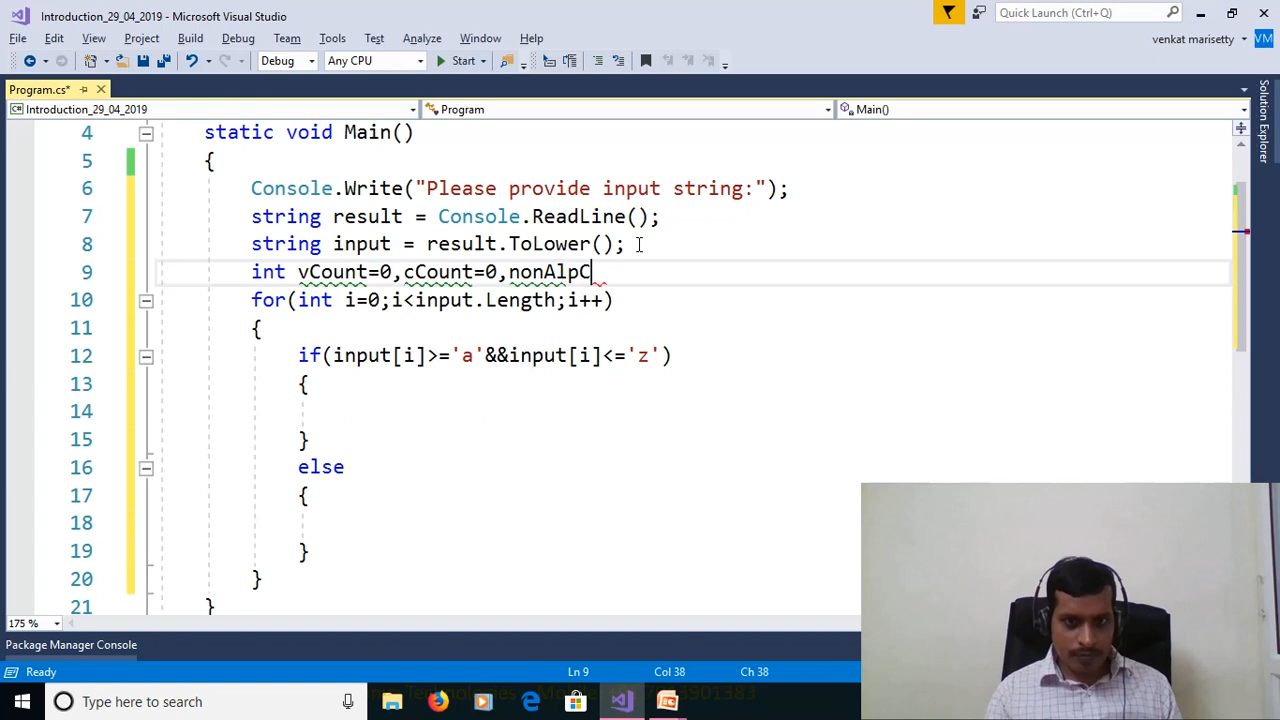 Introduction_29_04_2019 - Microsoft Visual Studio
Quick Launch (Ctrl+Q)
File Edit View Project Build Debug Team Tools Test Analyze Window Help
venkat marisetty VM
Debug Any CPU Start
Program.cs*
C# Introduction_29_04_2019 Program Main()
Solution Explorer
4 static void Main()
5 {
6 Console.Write("Please provide input string:");
7 string result = Console.ReadLine();
8 string input = result.ToLower();
9 int vCount=0,cCount=0,nonAlpC
10 for(int i=0;i<input.Length;i++)
11 {
12 if(input[i]>='a'&&input[i]<='z')
13 {
14
15 }
16 else
17 {
18
19 }
20 }
21 }
175 %
Package Manager Console
Ready Ln 9 Col 38 Ch 38
Type here to search